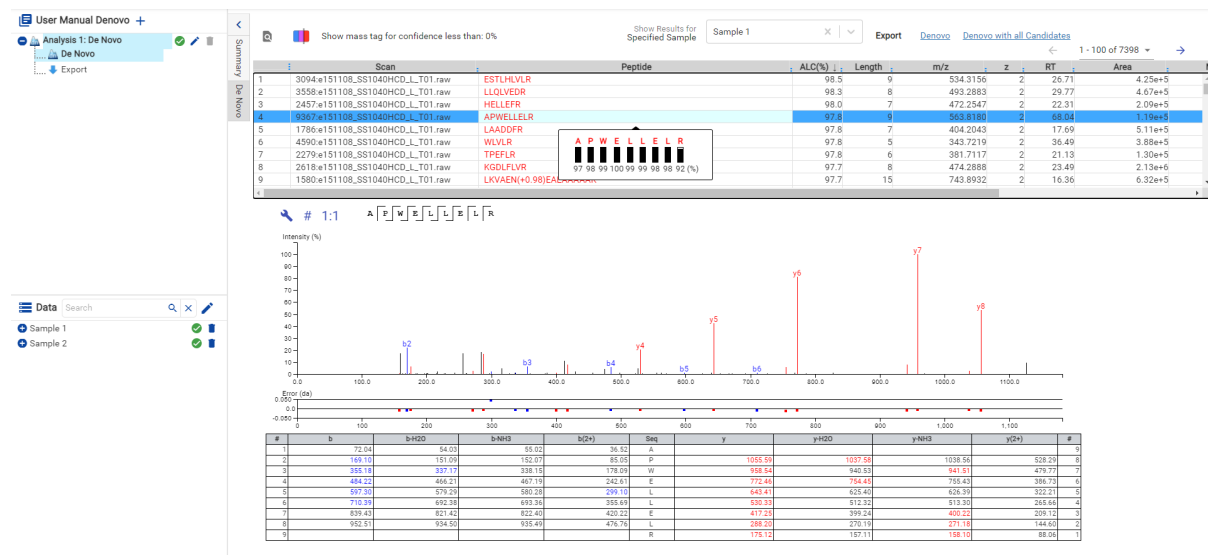 User Manual Denovo +
Analysis 1: De Novo
De Novo
Export
Data Search
Sample 1
Sample 2
Summary
De Novo
Show mass tag for confidence less than: 0%
Show Results for
Specified Sample
Sample 1
Export Denovo Denovo with all Candidates
1 - 100 of 7398
Scan Peptide ALC(%) ↓ Length m/z z RT Area
1 3094:e151108_SS1040HCD_L_T01.raw ESTLHLVLR 98.5 9 534.3156 2 26.71 4.25e+5
2 3558:e151108_SS1040HCD_L_T01.raw LLQLVEDR 98.3 8 493.2883 2 29.77 4.67e+5
3 2457:e151108_SS1040HCD_L_T01.raw HELLEFR 98.0 7 472.2547 2 22.31 2.09e+5
4 9367:e151108_SS1040HCD_L_T01.raw APWELLELR 97.8 9 563.8180 2 68.04 1.19e+5
5 1786:e151108_SS1040HCD_L_T01.raw LAADDFR 97.8 7 404.2043 2 17.69 5.11e+5
6 4590:e151108_SS1040HCD_L_T01.raw WLVLR 97.8 5 343.7219 2 36.49 3.88e+5
7 2279:e151108_SS1040HCD_L_T01.raw TPEFLR 97.8 6 381.7117 2 21.13 1.30e+5
8 2618:e151108_SS1040HCD_L_T01.raw KGDLFLVR 97.7 8 474.2888 2 23.49 2.13e+6
9 1580:e151108_SS1040HCD_L_T01.raw 97.7 15 743.8932 2 16.36 6.32e+5
A P W E L L E L R
97 98 99 100 99 99 98 98 92 (%)
# 1:1 A P W E L L E L R
Intensity (%)
100
90
80
70
60
50
40
30
20
10
0
b2 b3 b4 y4 b5 y5 b6 y6 y7 y8
0.0 100.0 200.0 300.0 400.0 500.0 600.0 700.0 800.0 900.0 1000.0 1100.0
Error (da)
0.050
0.0
-0.050
0 100 200 300 400 500 600 700 800 900 1,000 1,100
# b b-H2O b-NH3 b(2+) Seq y y-H2O y-NH3 y(2+) #
1 72.04 54.03 55.02 36.52 A 9
2 169.10 151.09 152.07 85.05 P 1055.59 1037.58 1038.56 528.29 8
3 355.18 337.17 338.15 178.09 W 958.54 940.53 941.51 479.77 7
4 484.22 466.21 467.19 242.61 E 772.46 754.45 755.43 386.73 6
5 597.30 579.29 580.28 299.10 L 643.41 625.40 626.39 322.21 5
6 710.39 692.38 693.36 355.69 L 530.33 512.32 513.30 265.66 4
7 839.43 821.42 822.40 420.22 E 417.25 399.24 400.22 209.12 3
8 952.51 934.50 935.49 476.76 L 288.20 270.19 271.18 144.60 2
9 R 175.12 157.11 158.10 88.06 1